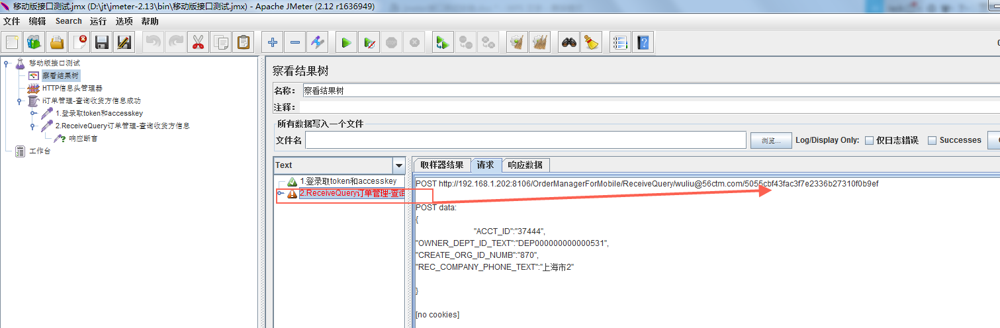 移动版接口测试.jmx (D:\jt\jmeter-2.13\bin\移动版接口测试.jmx) - Apache JMeter (2.12 r1636949)
文件 编辑 Search 运行 选项 帮助
移动版接口测试
察看结果树
HTTP信息头管理器
i订单管理-查询收货方信息成功
1.登录取token和accesskey
2.ReceiveQuery订单管理-查询收货方信息
响应断言
工作台
察看结果树
名称: 察看结果树
注释:
所有数据写入一个文件
文件名 浏览... Log/Display Only: 仅日志错误 Successes
Text
1.登录取token和accesskey
2.ReceiveQuery订单管理-查询
取样器结果 请求 响应数据
POST http://192.168.1.202:8106/OrderManagerForMobile/ReceiveQuery/wuliu@56ctm.com/5055cbf43fac3f7e2336b27310f0b9ef
POST data:
{
"ACCT_ID":"37444",
"OWNER_DEPT_ID_TEXT":"DEP000000000000531",
"CREATE_ORG_ID_NUMB":"870",
"REC_COMPANY_PHONE_TEXT":"上海市2"
}
[no cookies]